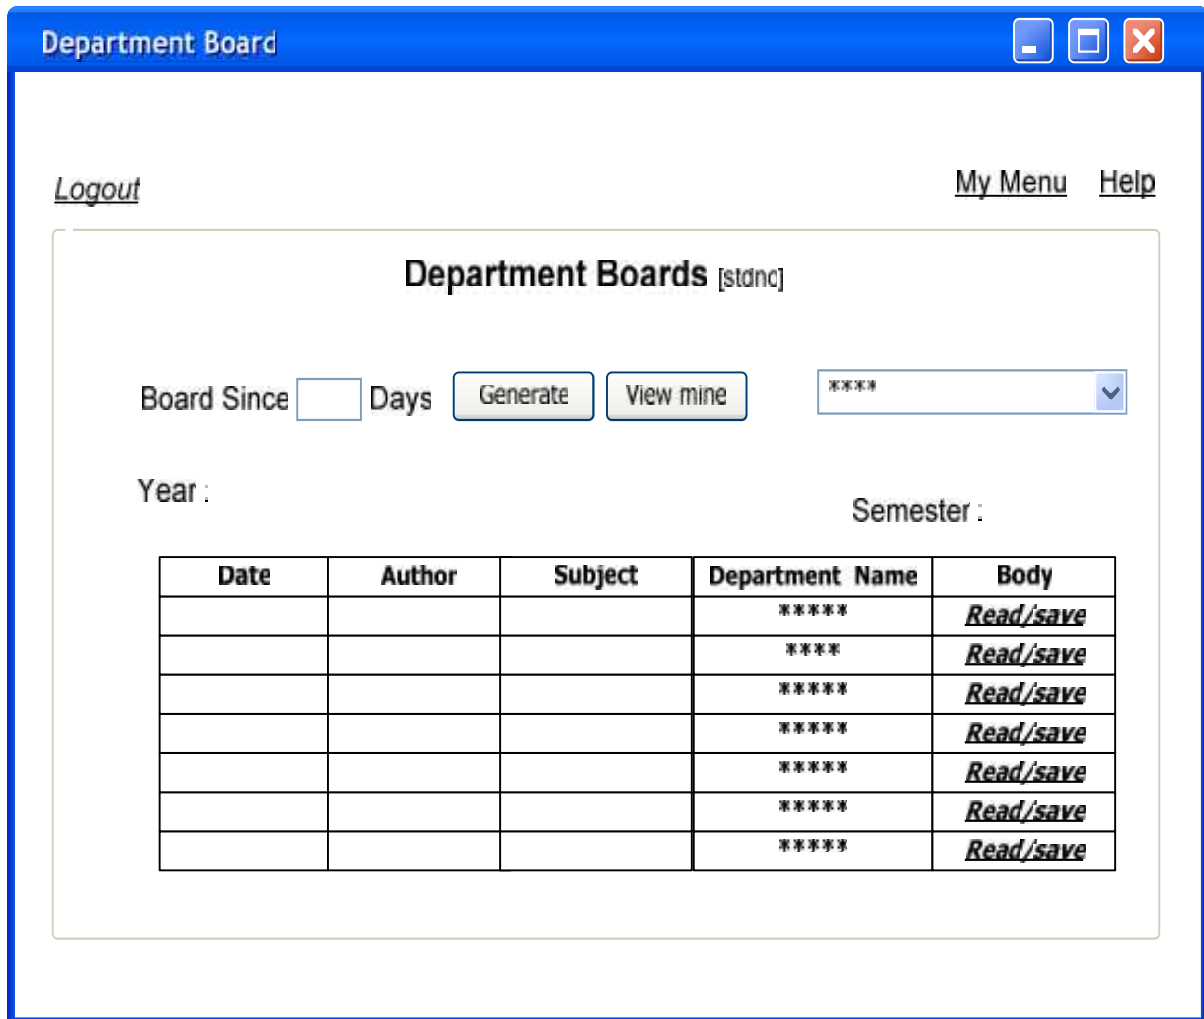 Department Board
Logout My Menu Help
Department Boards [stdno]
Board Since Days Generate View mine ****
Year :
Semester :
Date Author Subject Department Name Body
***** Read/save
**** Read/save
***** Read/save
***** Read/save
***** Read/save
***** Read/save
***** Read/save